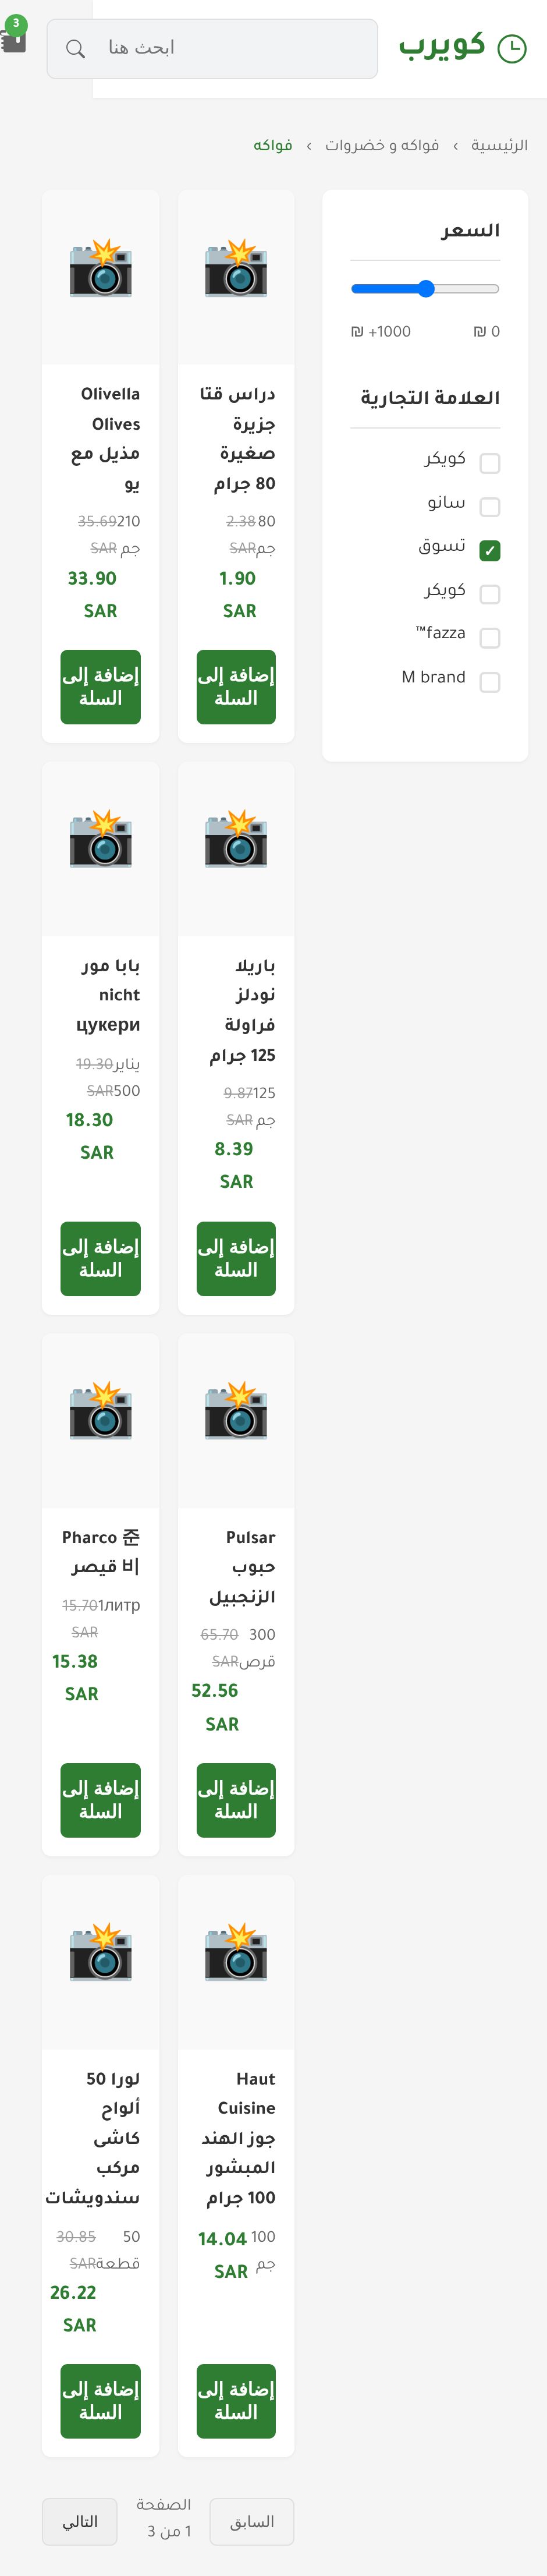 كويرب
ابحث هنا
3
الرئيسية › فواكه و خضروات › فواكه
السعر
0 ₪
1000+ ₪
العلامة التجارية
كويكر
سانو
تسوق
كويكر
fazza™
M brand
دراس قتا
جزيرة
صغيرة
80 جرام
80 2.38
جم SAR
1.90
SAR
إضافة إلى
السلة
Olivella
Olives
مذيل مع
يو
210 35.69
جم SAR
33.90
SAR
إضافة إلى
السلة
باريلا
نودلز
فراولة
125 جرام
125 9.87
جم SAR
8.39
SAR
إضافة إلى
السلة
بابا مور
nicht
цукери
يناير 19.30
500 SAR
18.30
SAR
إضافة إلى
السلة
Pulsar
حبوب
الزنجبيل
300 65.70
قرص SAR
52.56
SAR
إضافة إلى
السلة
Pharco 준
비 قيصر
1литр 15.70
SAR
15.38
SAR
إضافة إلى
السلة
Haut
Cuisine
جوز الهند
المبشور
100 جرام
100
جم
14.04
SAR
إضافة إلى
السلة
لورا 50
ألواح
كاشى
مركب
سندويشات
50 30.85
قطعة SAR
26.22
SAR
إضافة إلى
السلة
السابق
الصفحة
1 من 3
التالي